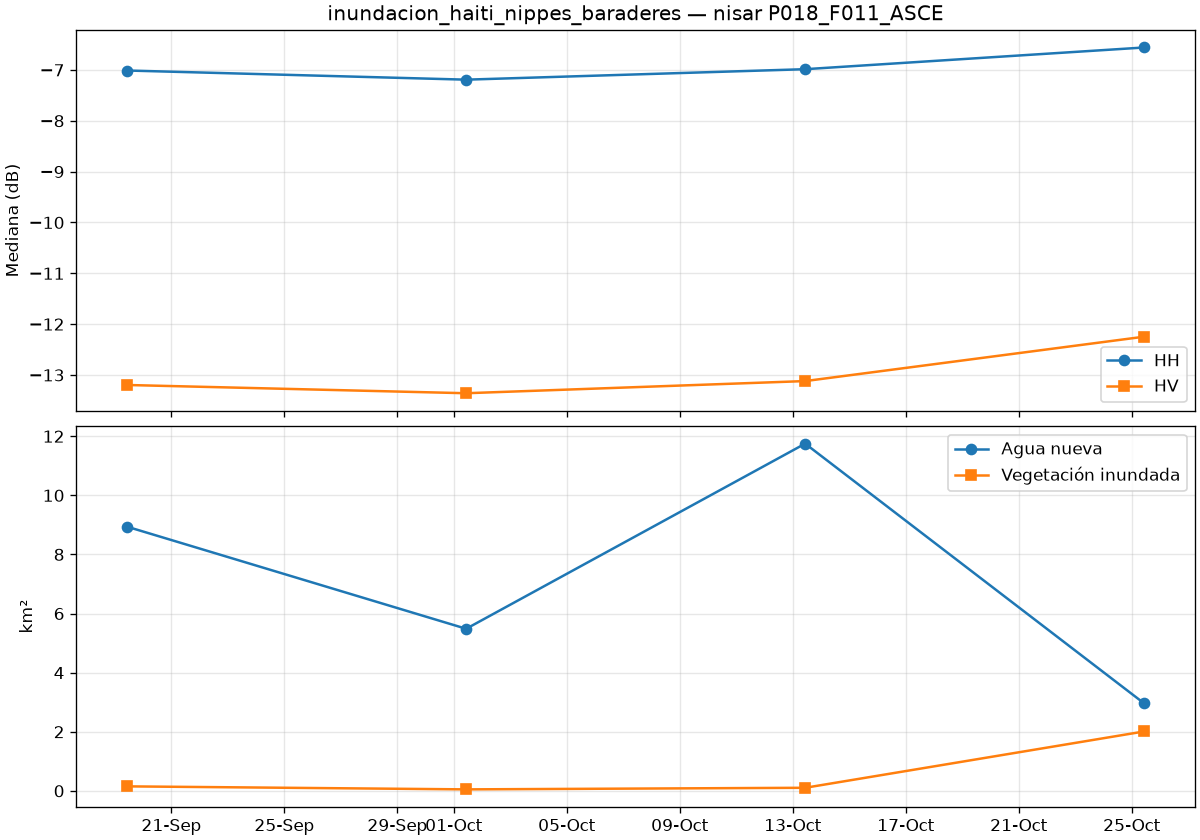 inundacion_haiti_nippes_baraderes — nisar P018_F011_ASCE
Mediana (dB)
−7
−8
−9
−10
−11
−12
−13
HH
HV
km²
12
10
8
6
4
2
0
Agua nueva
Vegetación inundada
21-Sep 25-Sep 29-Sep 01-Oct 05-Oct 09-Oct 13-Oct 17-Oct 21-Oct 25-Oct